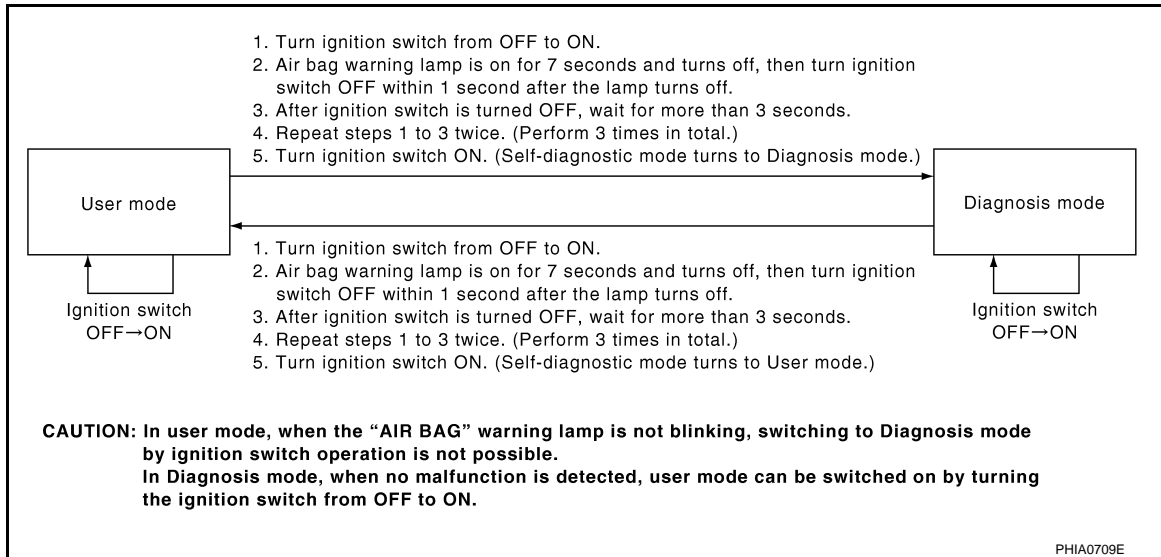 1. Turn ignition switch from OFF to ON.
2. Air bag warning lamp is on for 7 seconds and turns off, then turn ignition
switch OFF within 1 second after the lamp turns off.
3. After ignition switch is turned OFF, wait for more than 3 seconds.
4. Repeat steps 1 to 3 twice. (Perform 3 times in total.)
5. Turn ignition switch ON. (Self-diagnostic mode turns to Diagnosis mode.)
User mode
Diagnosis mode
1. Turn ignition switch from OFF to ON.
2. Air bag warning lamp is on for 7 seconds and turns off, then turn ignition
switch OFF within 1 second after the lamp turns off.
3. After ignition switch is turned OFF, wait for more than 3 seconds.
4. Repeat steps 1 to 3 twice. (Perform 3 times in total.)
5. Turn ignition switch ON. (Self-diagnostic mode turns to User mode.)
Ignition switch
OFF→ON
Ignition switch
OFF→ON
CAUTION: In user mode, when the “AIR BAG” warning lamp is not blinking, switching to Diagnosis mode
by ignition switch operation is not possible.
In Diagnosis mode, when no malfunction is detected, user mode can be switched on by turning
the ignition switch from OFF to ON.
PHIA0709E